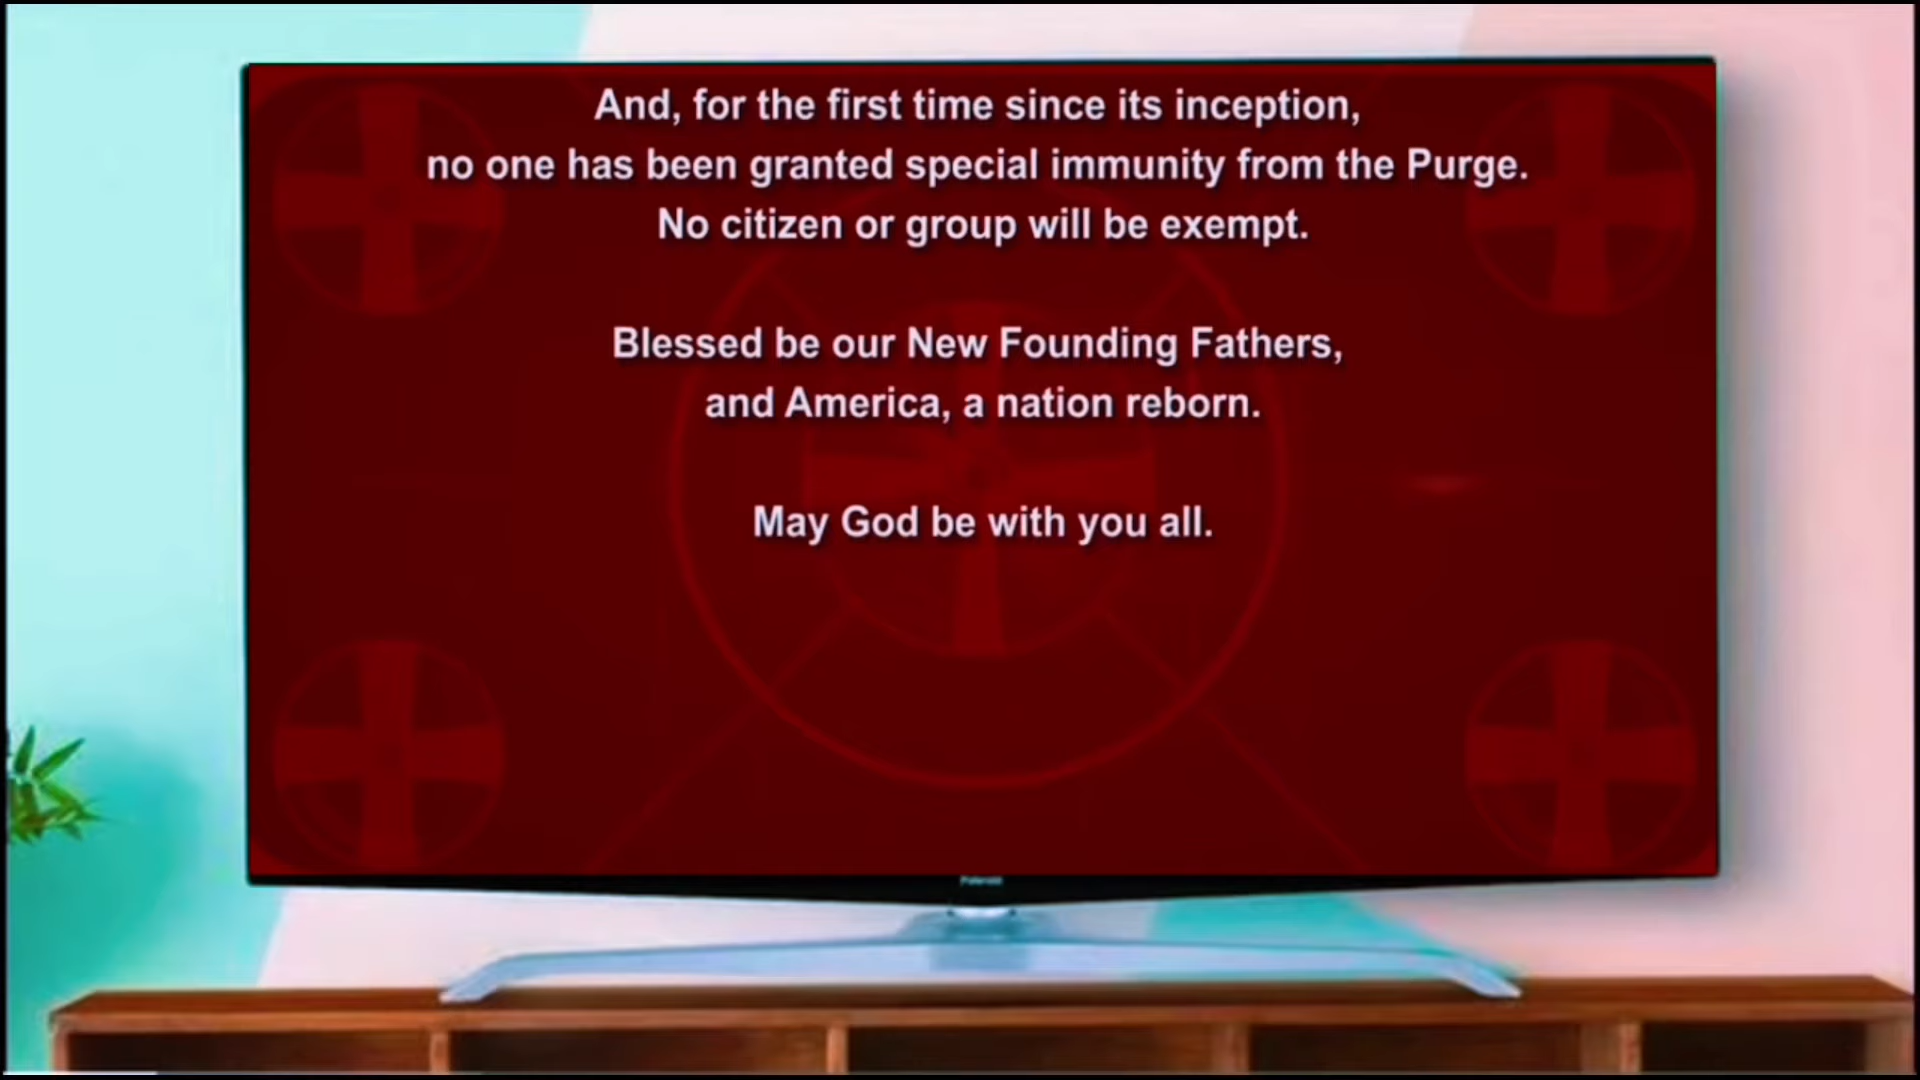 And, for the first time since its inception,
no one has been granted special immunity from the Purge.
No citizen or group will be exempt.
Blessed be our New Founding Fathers,
and America, a nation reborn.
May God be with you all.
Polaroid